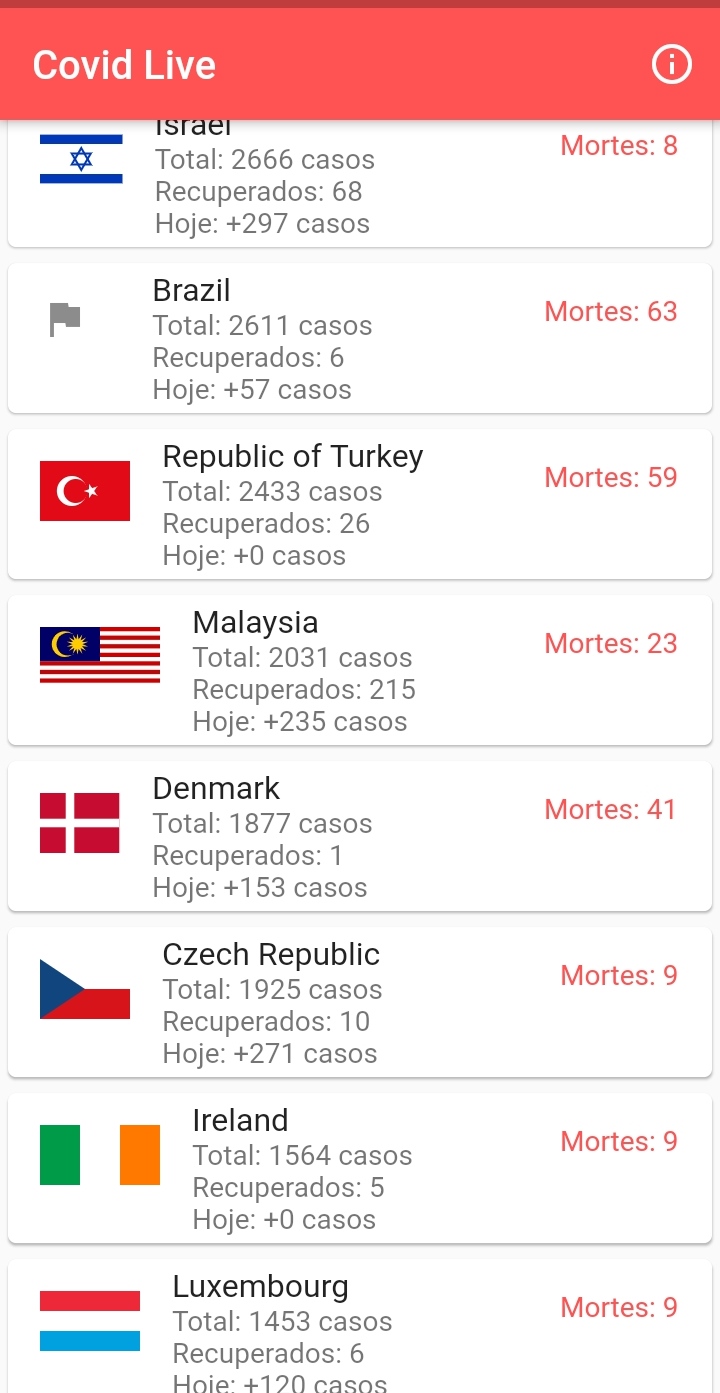 Covid Live
Israel
Mortes: 8
Total: 2666 casos
Recuperados: 68
Hoje: +297 casos
Brazil
Mortes: 63
Total: 2611 casos
Recuperados: 6
Hoje: +57 casos
Republic of Turkey
Mortes: 59
Total: 2433 casos
Recuperados: 26
Hoje: +0 casos
Malaysia
Mortes: 23
Total: 2031 casos
Recuperados: 215
Hoje: +235 casos
Denmark
Mortes: 41
Total: 1877 casos
Recuperados: 1
Hoje: +153 casos
Czech Republic
Mortes: 9
Total: 1925 casos
Recuperados: 10
Hoje: +271 casos
Ireland
Mortes: 9
Total: 1564 casos
Recuperados: 5
Hoje: +0 casos
Luxembourg
Mortes: 9
Total: 1453 casos
Recuperados: 6
Hoje: +120 casos